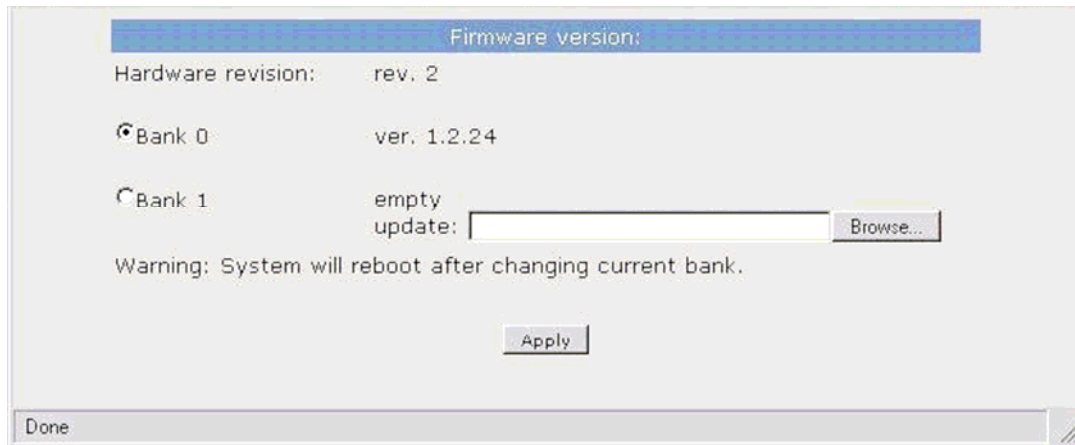 Firmware version:
Hardware revision: rev. 2
Bank 0 ver. 1.2.24
Bank 1 empty
update: Browse...
Warning: System will reboot after changing current bank.
Apply
Done